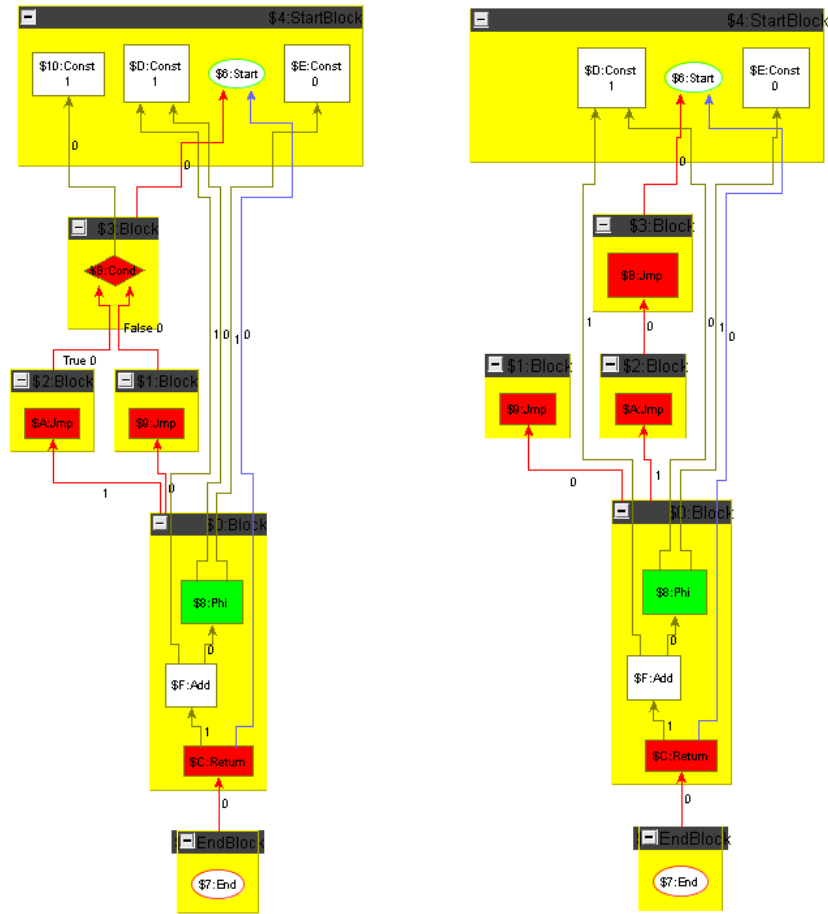 $4:StartBlock
$10:Const
1
$D:Const
1
$6:Start
$E:Const
0
0
0
$3:Block
$B:Cond
False 0
True 0
1
0
1
0
$2:Block
$1:Block
$A:Jmp
$9:Jmp
1
0
$0:Block
$8:Phi
0
$F:Add
1
$C:Return
0
EndBlock
$7:End
$4:StartBlock
$D:Const
1
$6:Start
$E:Const
0
0
$3:Block
$B:Jmp
0
1
0
1
0
$1:Block
$2:Block
$9:Jmp
$A:Jmp
0
1
$0:Block
$8:Phi
0
$F:Add
1
$C:Return
0
EndBlock
$7:End